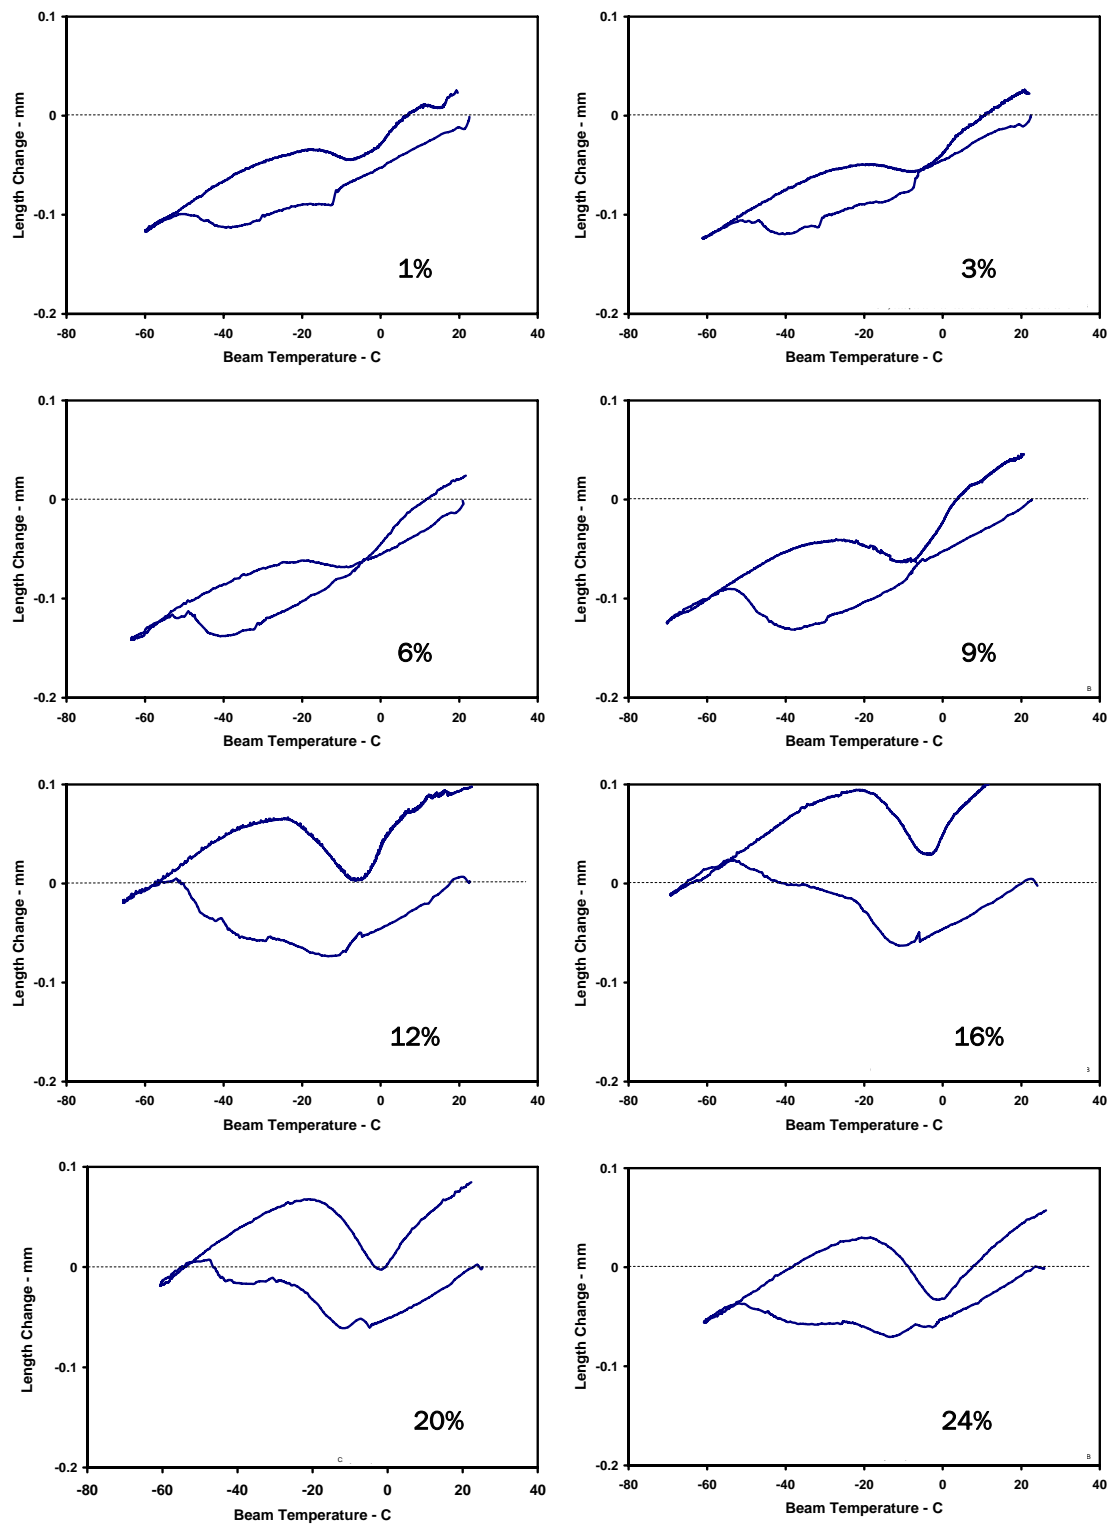 0.1 0.1
Length Change - mm 0 Length Change - mm 0
-0.1 -0.1
1% 3%
-0.2 -0.2
-80 -60 -40 -20 0 20 40 -80 -60 -40 -20 0 20 40
Beam Temperature - C Beam Temperature - C
0.1 0.1
Length Change - mm 0 Length Change - mm 0
-0.1 -0.1
6% 9%
B
-0.2 -0.2
-80 -60 -40 -20 0 20 40 -80 -60 -40 -20 0 20 40
Beam Temperature - C Beam Temperature - C
0.1 0.1
Length Change - mm 0 Length Change - mm 0
-0.1 -0.1
12% 16%
-0.2 -0.2
-80 -60 -40 -20 0 20 40 -80 -60 -40 -20 0 20 40
Beam Temperature - C Beam Temperature - C
0.1 0.1
Length Change - mm 0 Length Change - mm 0
-0.1 -0.1
20% 24%
C B
-0.2 -0.2
-80 -60 -40 -20 0 20 40 -80 -60 -40 -20 0 20 40
Beam Temperature - C Beam Temperature - C